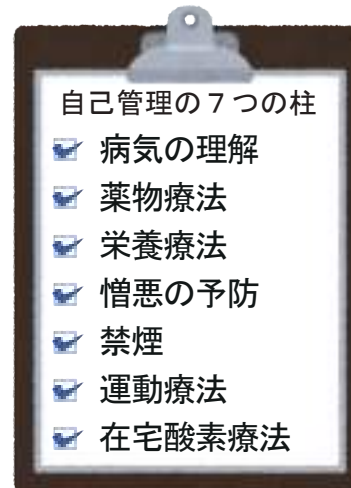 自己管理の７つの柱
病気の理解
薬物療法
栄養療法
憎悪の予防
禁煙
運動療法
在宅酸素療法